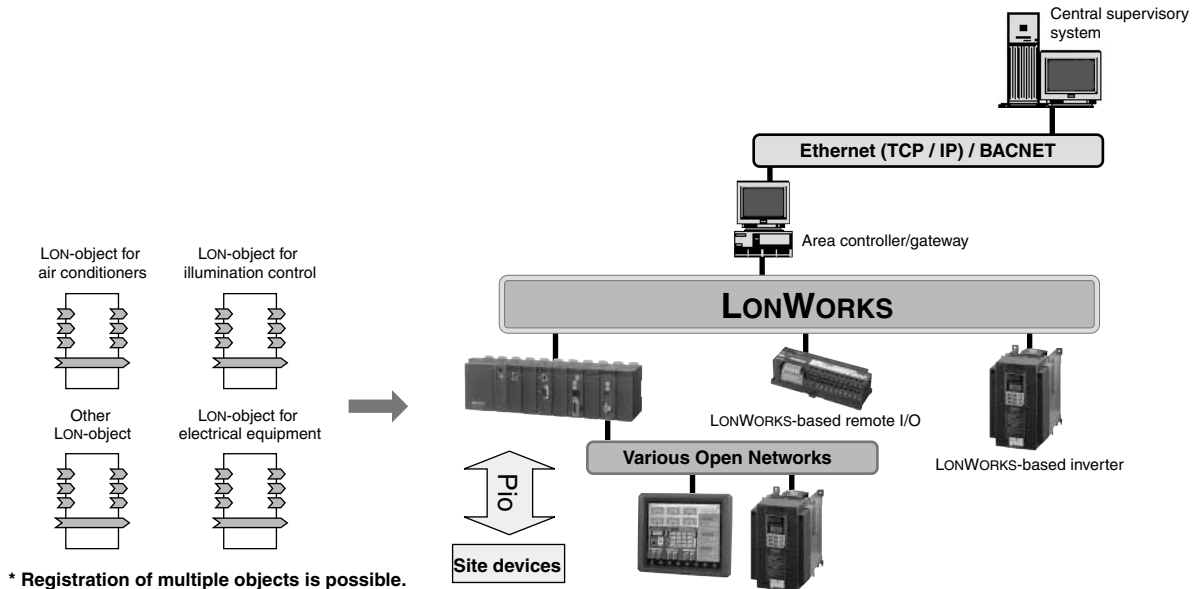 Central supervisory
system
Ethernet (TCP / IP) / BACNET
Area controller/gateway
LON-object for
air conditioners
LON-object for
illumination control
LONWORKS
Other
LON-object
LON-object for
electrical equipment
LONWORKS-based remote I/O
LONWORKS-based inverter
Various Open Networks
Pio
Site devices
* Registration of multiple objects is possible.